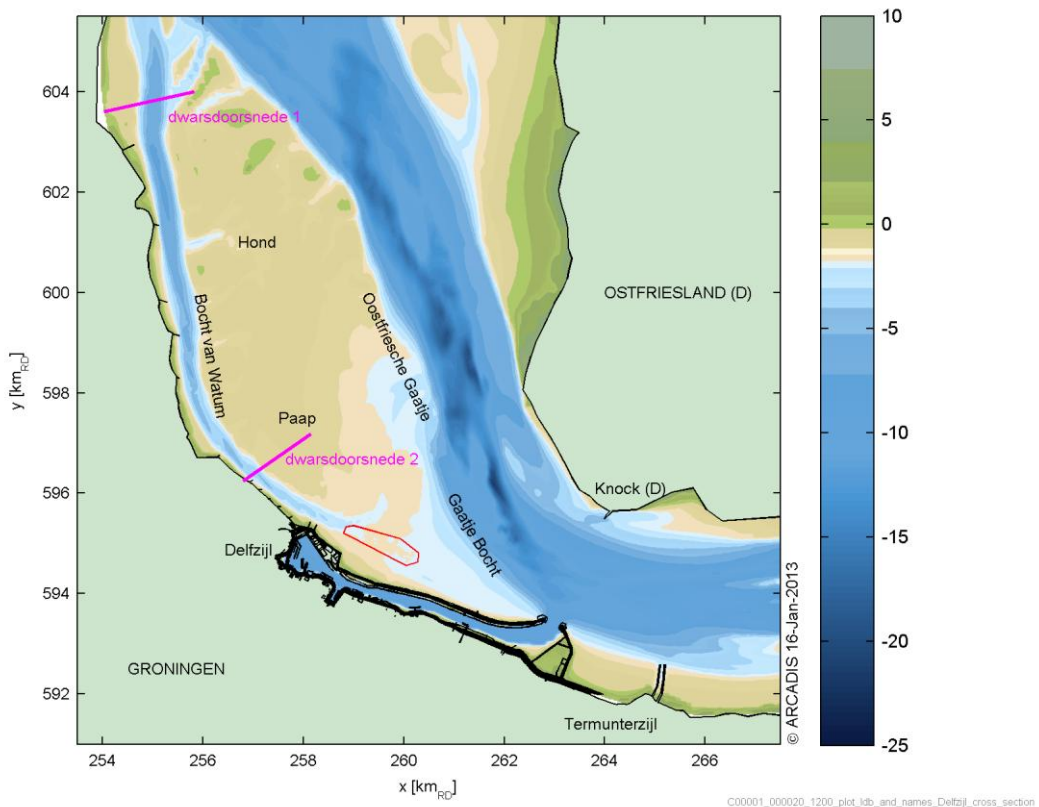 604
602
600
598
596
594
592
y [km_RD]
254
256
258
260
262
264
266
x [km_RD]
dwarsdoorsnede 1
Hond
Bocht van Watum
Oostfriesche Gaatje
OSTFRIESLAND (D)
Paap
dwarsdoorsnede 2
Gaatje Bocht
Knock (D)
Delfzijl
GRONINGEN
Termunterzijl
© ARCADIS 16-Jan-2013
10
5
0
-5
-10
-15
-20
-25
C00001_000020_1200_plot_ldb_and_names_Delfzijl_cross_section